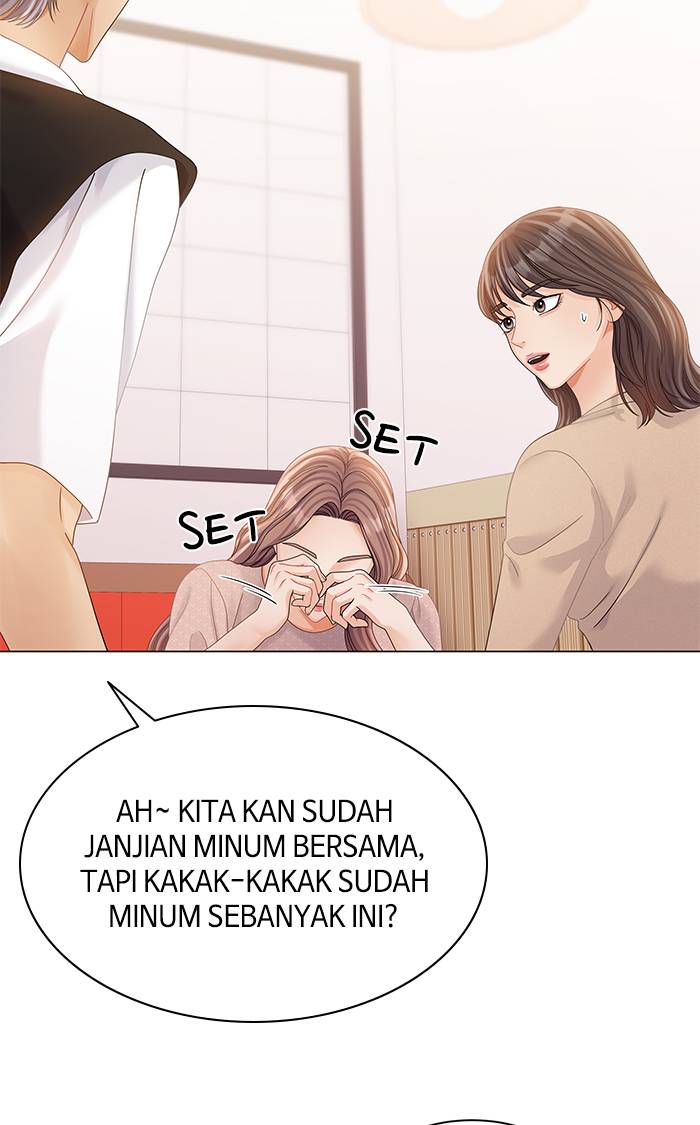 SET
SET
AH~ KITA KAN SUDAH
JANJIAN MINUM BERSAMA,
TAPI KAKAK-KAKAK SUDAH
MINUM SEBANYAK INI?